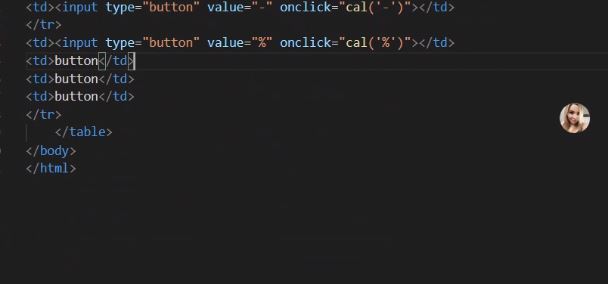 <td><input type="button" value="-" onclick="cal('-')"></td>
</tr>
<td><input type="button" value="%" onclick="cal('%')"></td>
<td>button</td>
<td>button</td>
<td>button</td>
</tr>
</table>
</body>
</html>